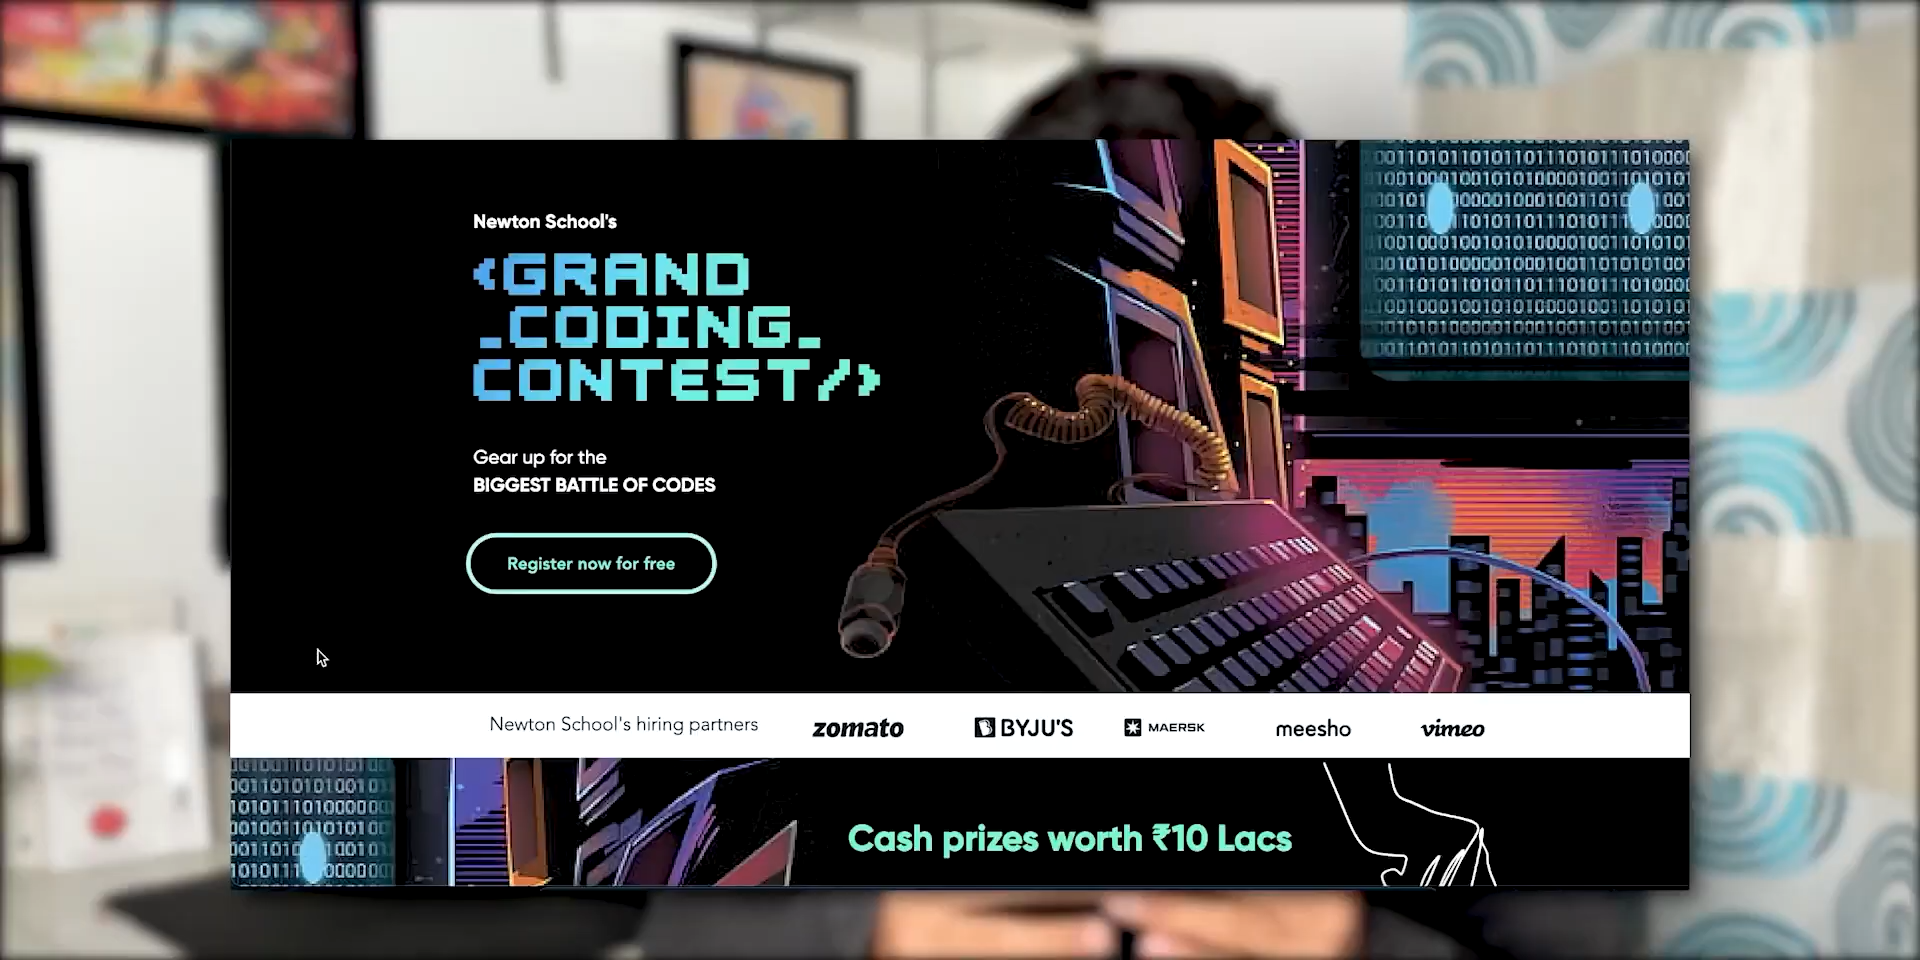 Newton School's
<GRAND
_CODING_
CONTEST/>
Gear up for the
BIGGEST BATTLE OF CODES
Register now for free
Newton School's hiring partners
zomato
BYJU'S
MAERSK
meesho
vimeo
Cash prizes worth ₹10 Lacs